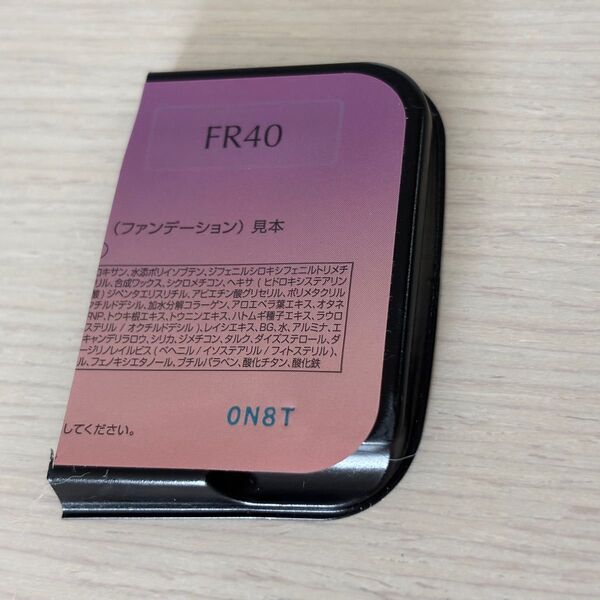 FR40
(ファンデーション)見本
ロキサン、水添ポリイソブテン、ジフェニルシロキシフェニルトリメチ
リル、合成ワックス、シクロメチコン、ヘキサ(ヒドロキシステアリン
酸)ジペンタエリスリチル、アビエチン酸グリセリル、ポリメタクリル
クチルドデシル、加水分解コラーゲン、アロエベラ葉エキス、オタネ
FNP、トウキ根エキス、トウニンエキス、ハトムギ種子エキス、ラウロ
ステリル/オクチルドデシル)、レイシエキス、BG、水、アルミナ、エ
キャンデリラロウ、シリカ、ジメチコン、タルク、ダイズステロール、ダ
ージリノレイルビス(ベヘニル/イソステアリル/フィトステリル)、
ル、フェノキシエタノール、ブチルパラベン、酸化チタン、酸化鉄
してください。
0N8T